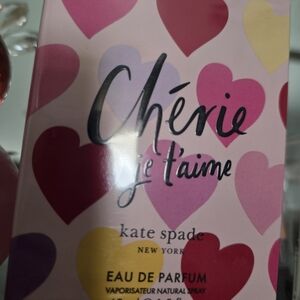 Chérie
je t'aime
kate spade
NEW YORK
EAU DE PARFUM
VAPORISATEUR NATURAL SPRAY